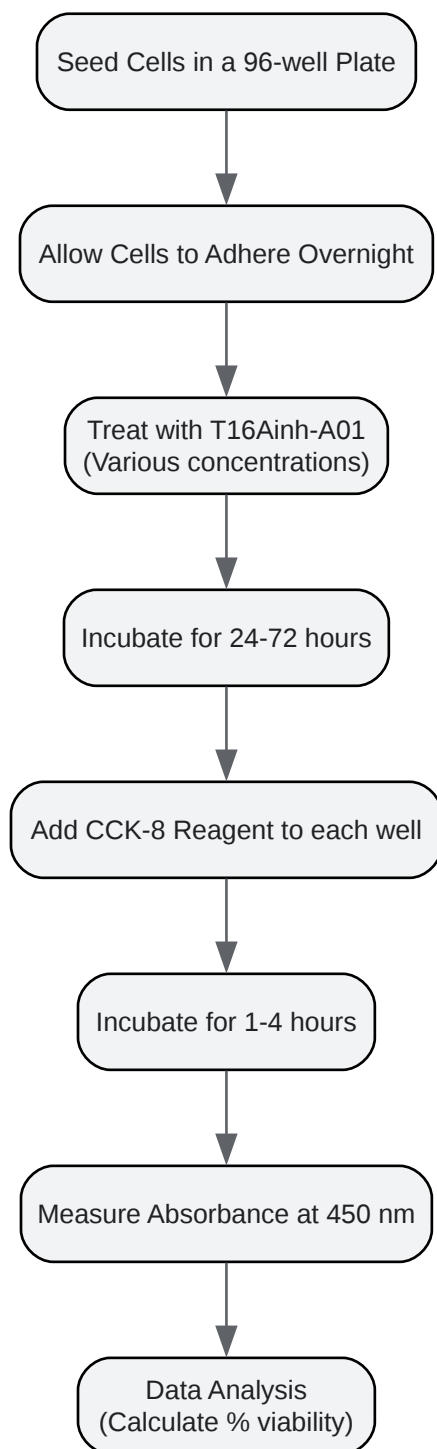 Seed Cells in a 96-well Plate
Allow Cells to Adhere Overnight
Treat with T16Ainh-A01
(Various concentrations)
Incubate for 24-72 hours
Add CCK-8 Reagent to each well
Incubate for 1-4 hours
Measure Absorbance at 450 nm
Data Analysis
(Calculate % viability)